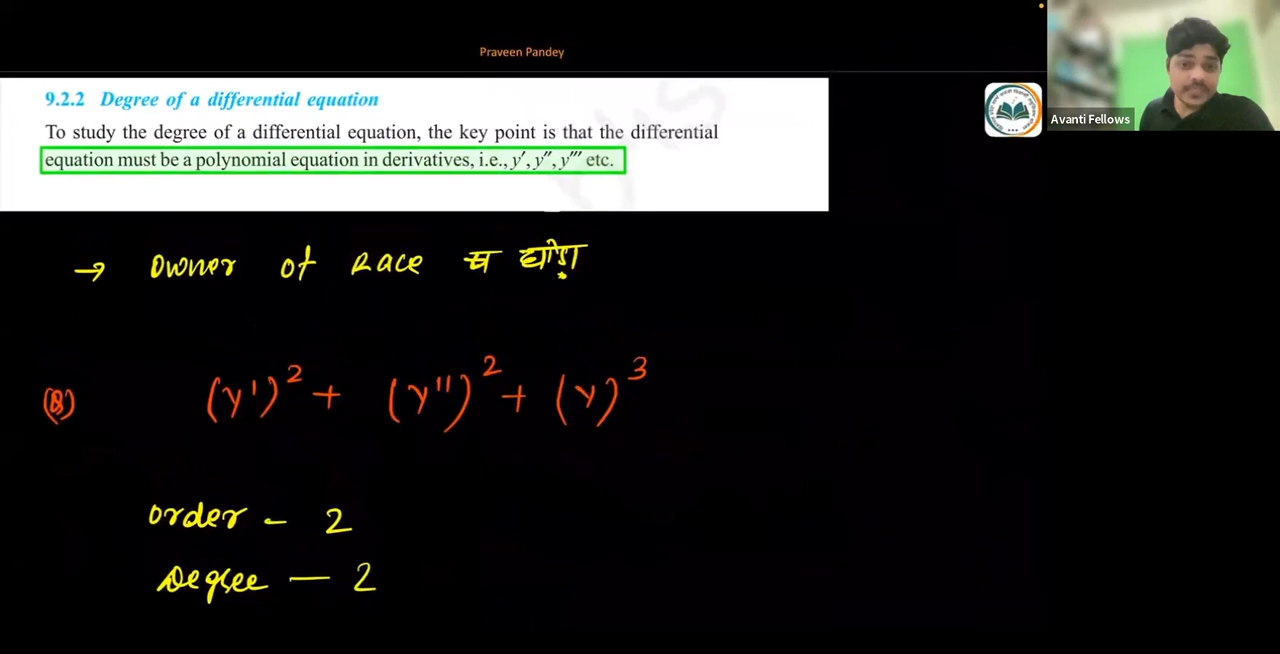 Praveen Pandey
9.2.2 Degree of a differential equation
To study the degree of a differential equation, the key point is that the differential
equation must be a polynomial equation in derivatives, i.e., y′, y″, y‴ etc.
Avanti Fellows
→ Owner of Race च घोड़ा
(Q) (y')² + (y'')² + (y)³
order - 2
Degree — 2